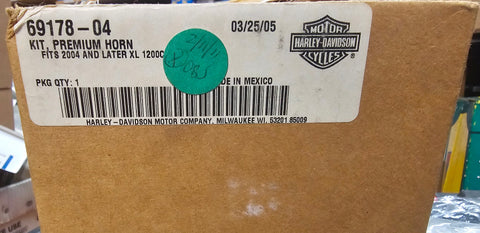 69178-04
03/25/05
KIT, PREMIUM HORN
FITS 2004 AND LATER XL 1200C
MOTOR
HARLEY-DAVIDSON
CYCLES
®
PKG QTY: 1
DE IN MEXICO
HARLEY-DAVIDSON MOTOR COMPANY, MILWAUKEE WI, 53201 85009